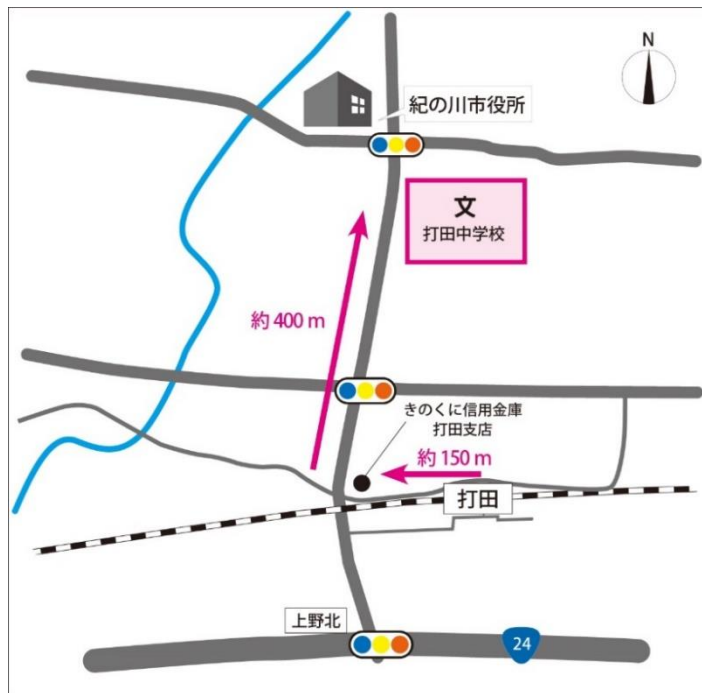 N
紀の川市役所
文
打田中学校
約 400 m
きのくに信用金庫
打田支店
約 150 m
打田
上野北
24